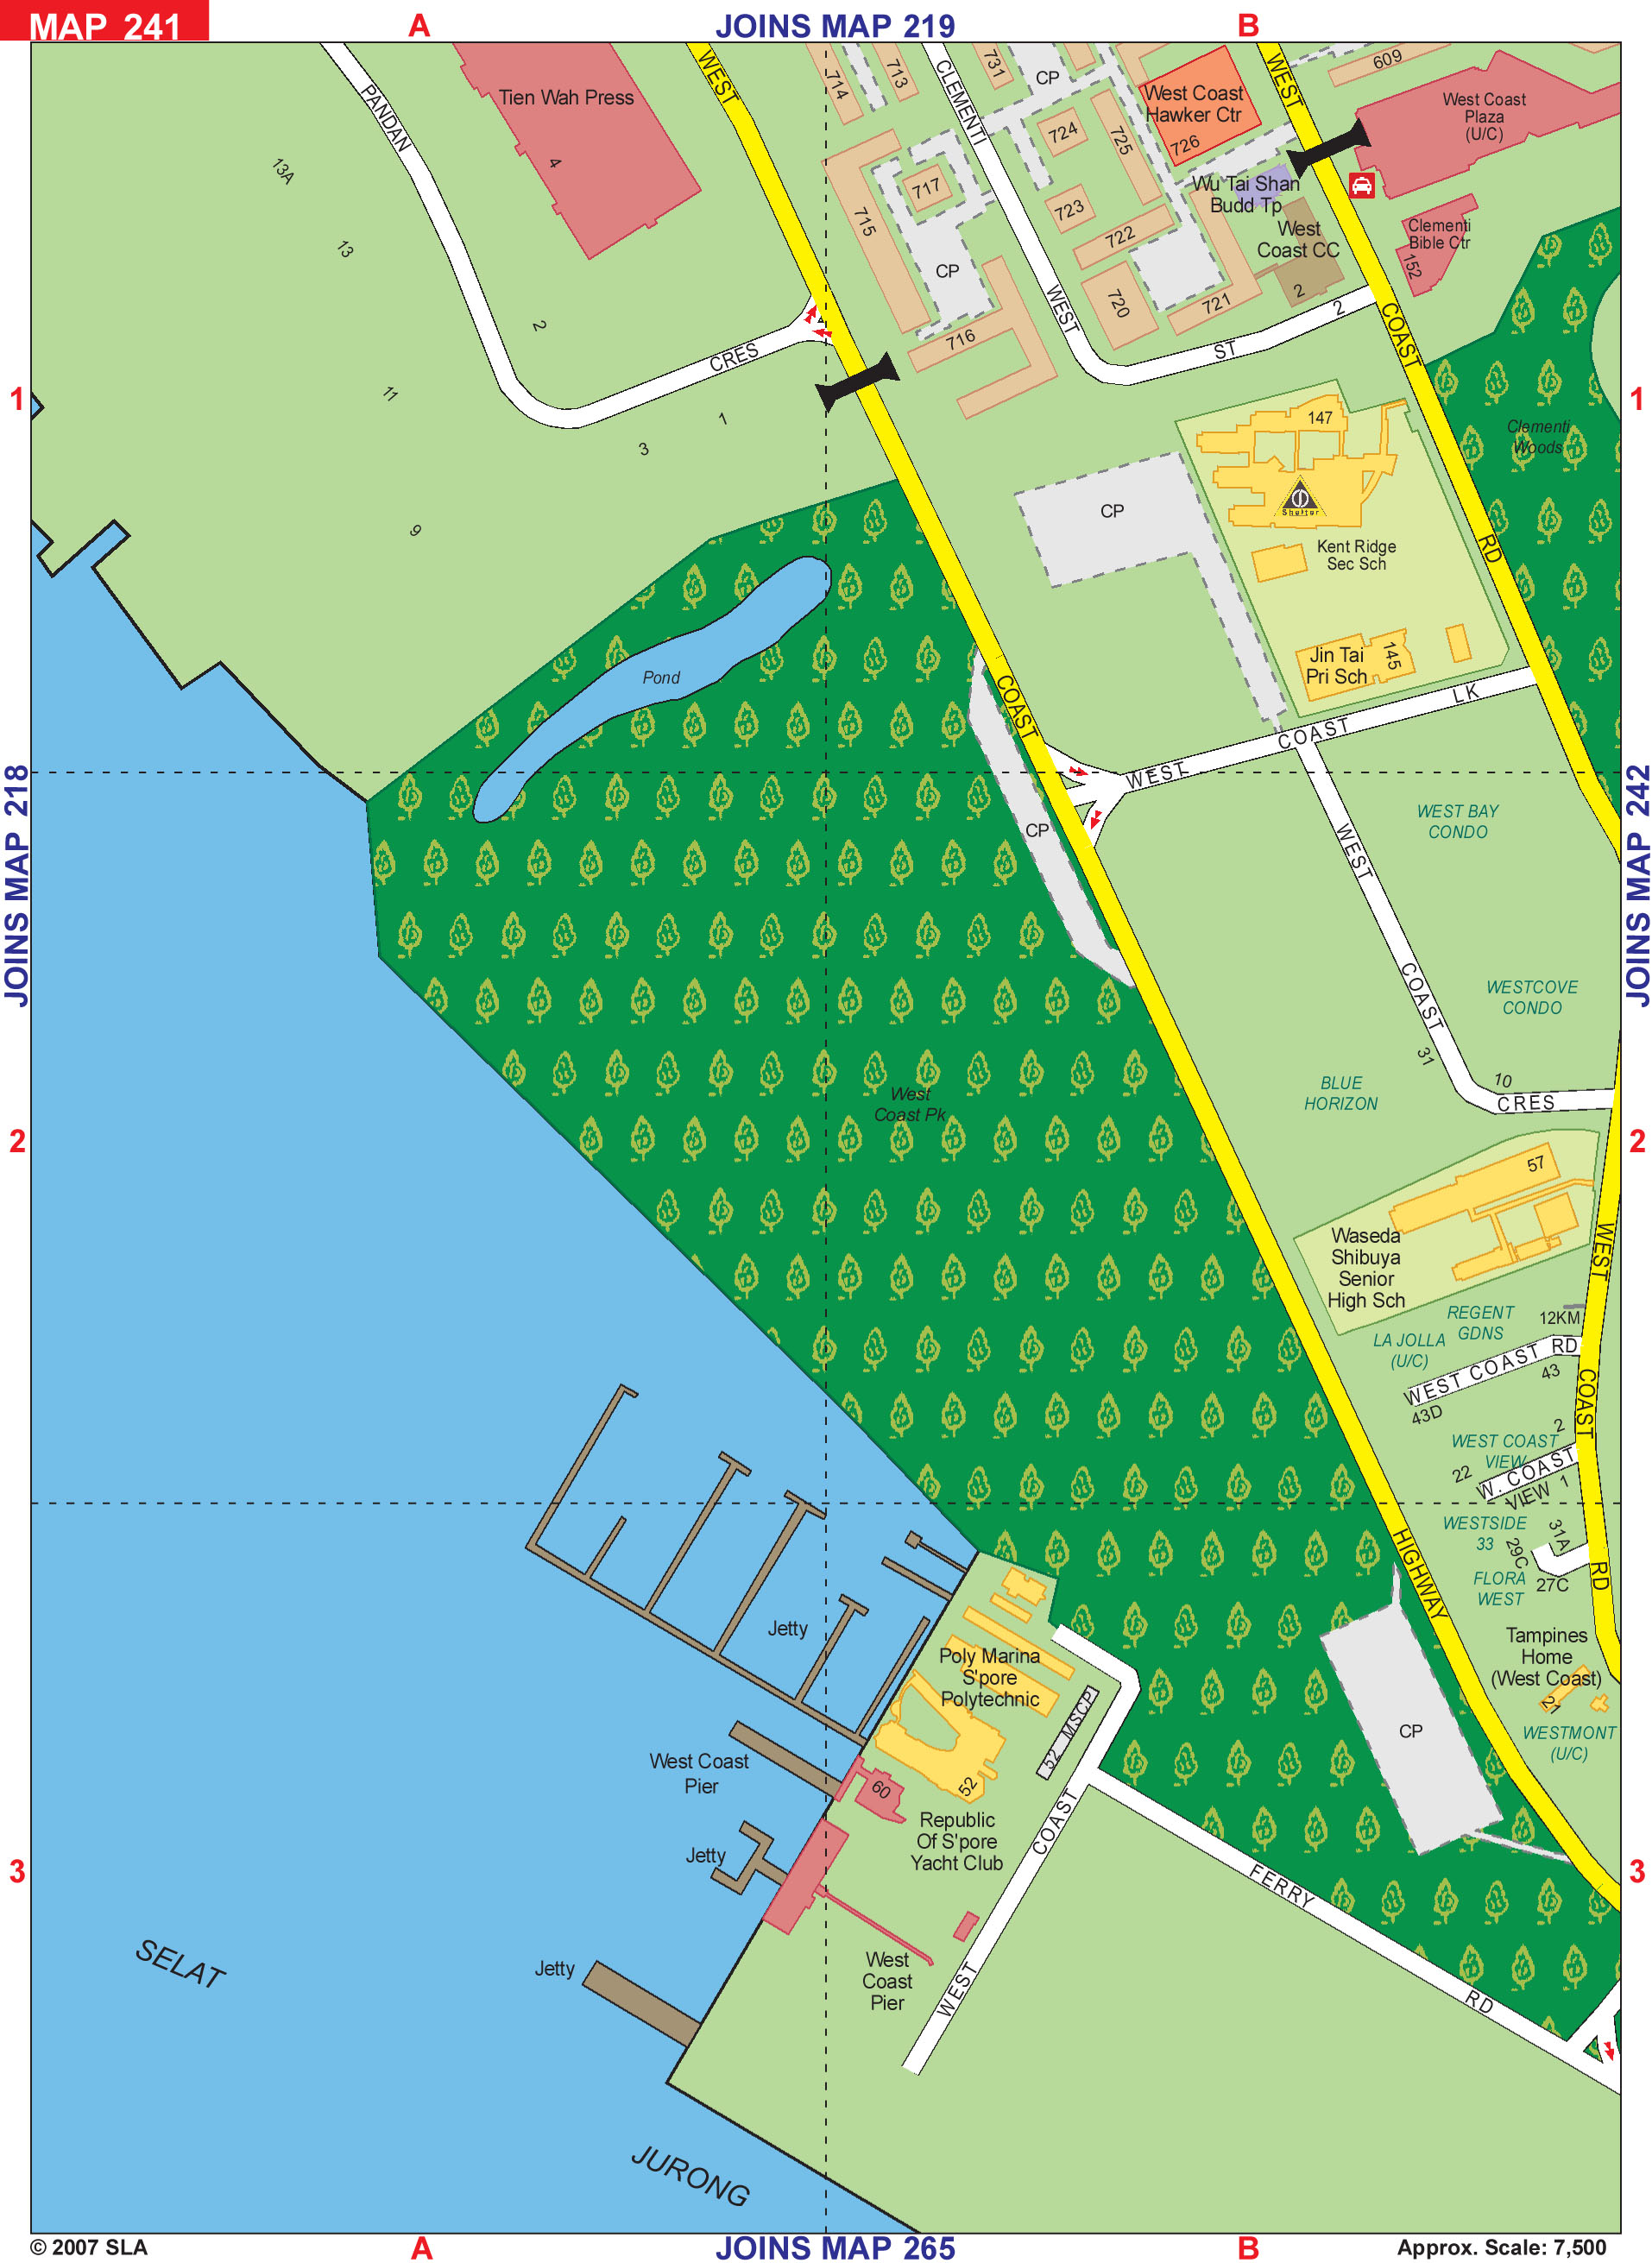 MAP 241
A
JOINS MAP 219
B
PANDAN
Tien Wah Press
4
WEST
714
713
CLEMENTI
731
CP
West Coast
Hawker Ctr
726
WEST
609
West Coast
Plaza
(U/C)
724
725
13A
13
717
715
723
722
Wu Tai Shan
Budd Tp
West
Coast CC
2
Clementi
Bible Ctr
152
CP
WEST
720
721
2
ST
COAST
2
CRES
716
1
11
3
1
9
147
Clementi
Woods
1
CP
Shelter
Kent Ridge
Sec Sch
RD
Pond
COAST
Jin Tai
Pri Sch
145
LK
COAST
WEST
JOINS MAP 218
JOINS MAP 242
CP
WEST
WEST BAY
CONDO
COAST
WESTCOVE
CONDO
31
10
CRES
BLUE
HORIZON
West
Coast Pk
2
2
57
Waseda
Shibuya
Senior
High Sch
WEST
REGENT
GDNS
12KM
LA JOLLA
(U/C)
WEST COAST RD
43
43D
COAST
2
WEST COAST
VIEW
22
W. COAST
VIEW
1
WESTSIDE
33
31A
29C
27C
FLORA
WEST
RD
HIGHWAY
Jetty
Poly Marina
S'pore
Polytechnic
52 MSCP
Tampines
Home
(West Coast)
21
WESTMONT
(U/C)
CP
West Coast
Pier
60
52
Republic
Of S'pore
Yacht Club
COAST
Jetty
3
FERRY
3
SELAT
Jetty
West
Coast
Pier
WEST
RD
JURONG
© 2007 SLA
A
JOINS MAP 265
B
Approx. Scale: 7,500